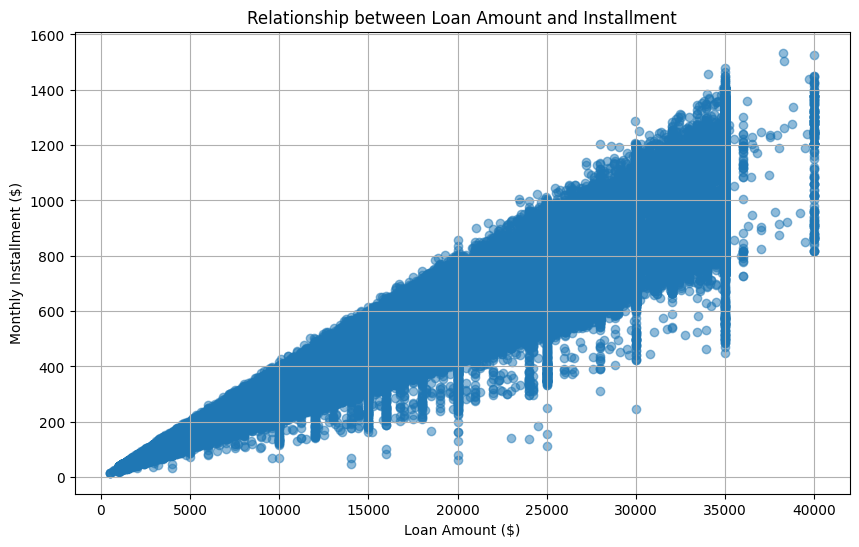 Relationship between Loan Amount and Installment
1600
1400
1200
1000
800
600
400
200
0
Monthly Installment ($)
0 5000 10000 15000 20000 25000 30000 35000 40000
Loan Amount ($)